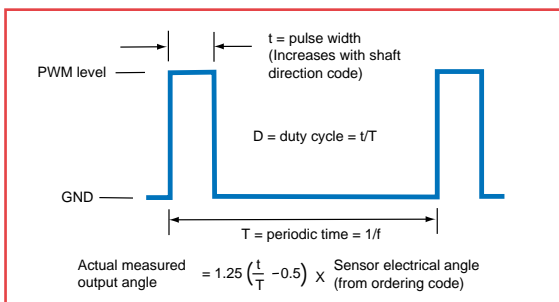 t = pulse width
(Increases with shaft
direction code)
PWM level
D = duty cycle = t/T
GND
T = periodic time = 1/f
Actual measured
output angle
= 1.25 (t/T −0.5) X
Sensor electrical angle
(from ordering code)